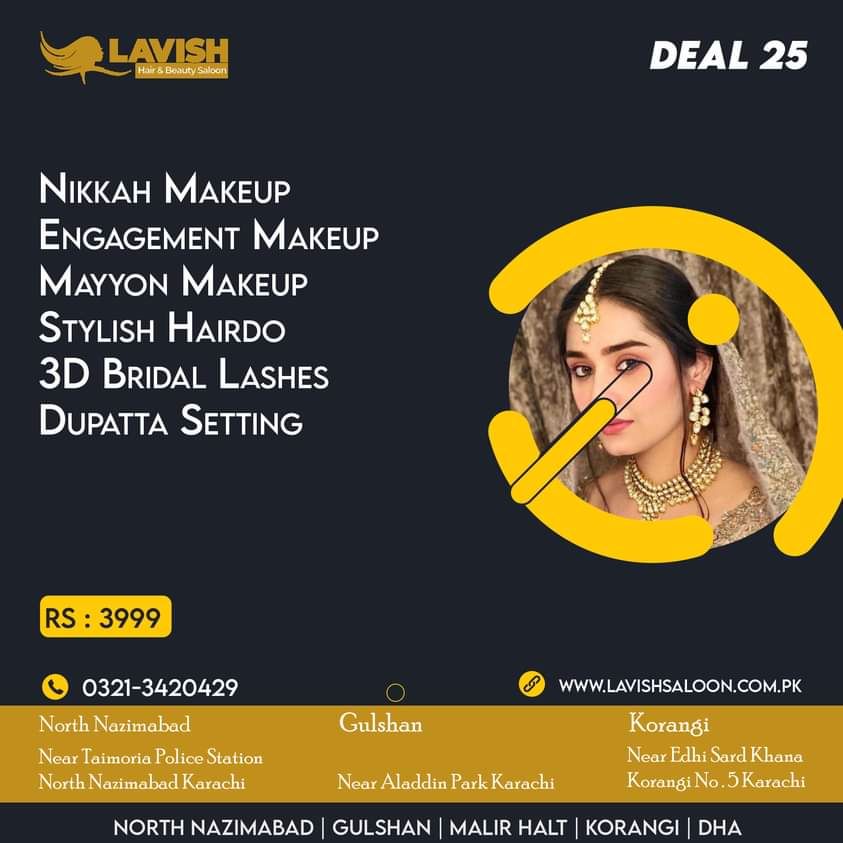 LAVISH
Hair & Beauty Saloon
DEAL 25
NIKKAH MAKEUP
ENGAGEMENT MAKEUP
MAYYON MAKEUP
STYLISH HAIRDO
3D BRIDAL LASHES
DUPATTA SETTING
RS : 3999
0321-3420429
WWW.LAVISHSALOON.COM.PK
North Nazimabad
Near Taimoria Police Station
North Nazimabad Karachi
Gulshan
Near Aladdin Park Karachi
Korangi
Near Edhi Sard Khana
Korangi No . 5 Karachi
NORTH NAZIMABAD | GULSHAN | MALIR HALT | KORANGI | DHA